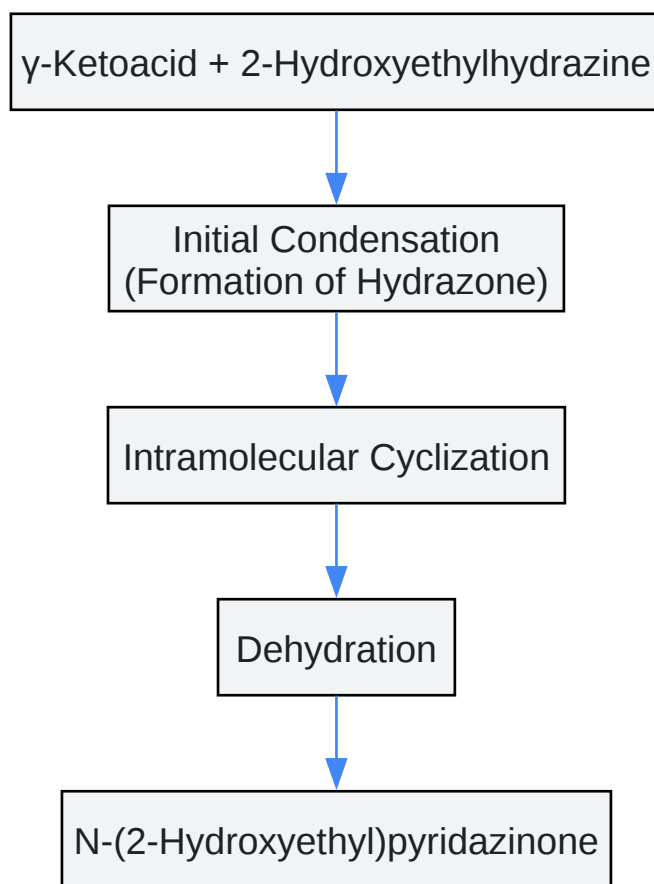 γ-Ketoacid + 2-Hydroxyethylhydrazine
Initial Condensation
(Formation of Hydrazone)
Intramolecular Cyclization
Dehydration
N-(2-Hydroxyethyl)pyridazinone